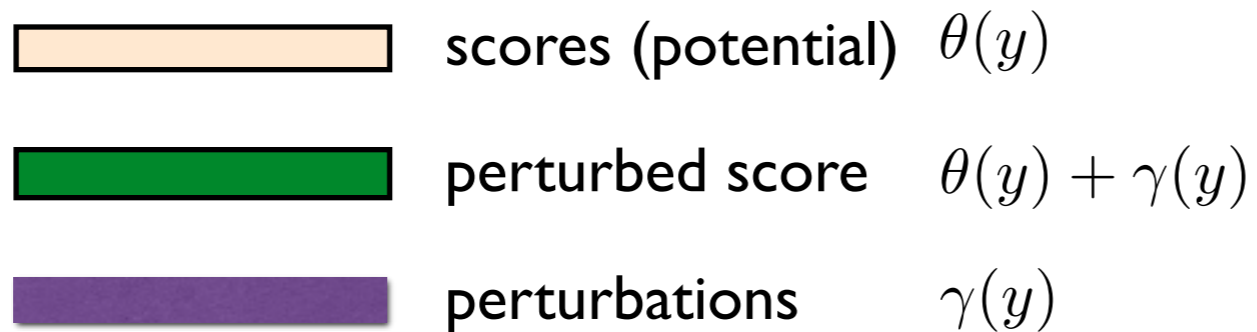 scores (potential) θ(y)
perturbed score θ(y) + γ(y)
perturbations γ(y)